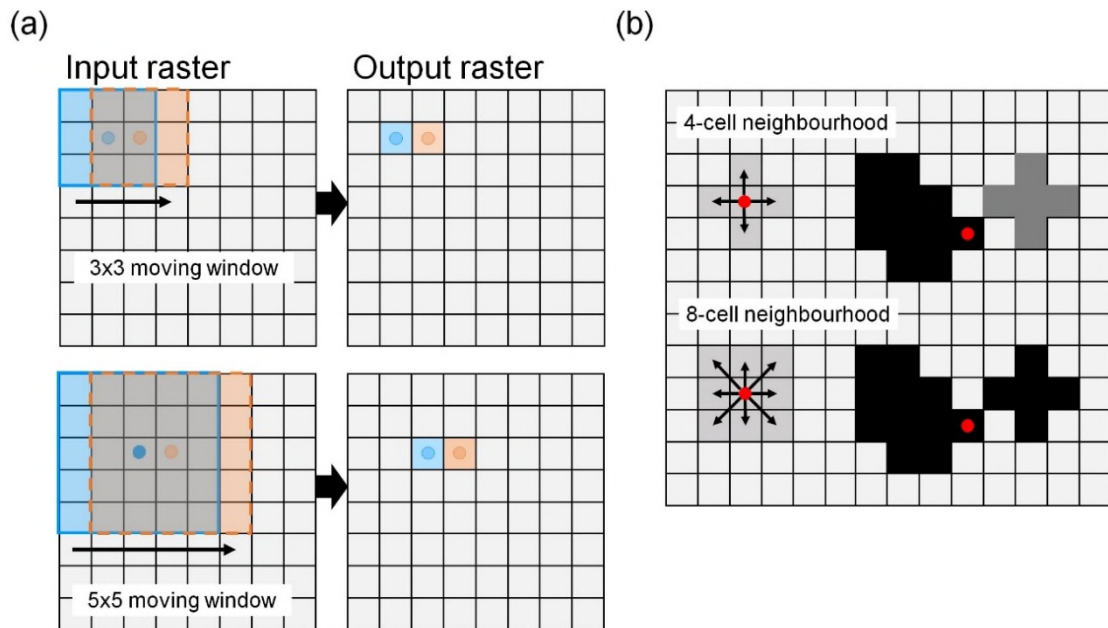 (a)
Input raster
Output raster
3x3 moving window
5x5 moving window
(b)
4-cell neighbourhood
8-cell neighbourhood